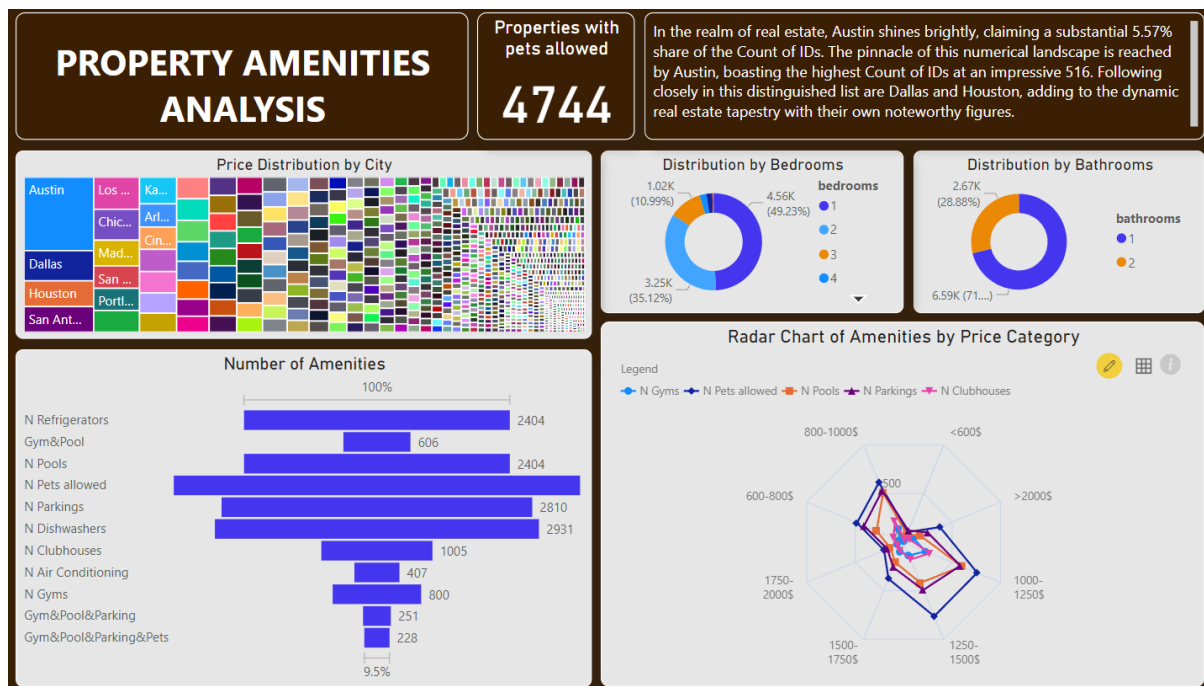 PROPERTY AMENITIES
ANALYSIS
Properties with
pets allowed
4744
In the realm of real estate, Austin shines brightly, claiming a substantial 5.57%
share of the Count of IDs. The pinnacle of this numerical landscape is reached
by Austin, boasting the highest Count of IDs at an impressive 516. Following
closely in this distinguished list are Dallas and Houston, adding to the dynamic
real estate tapestry with their own noteworthy figures.
Price Distribution by City
Austin
Dallas
Houston
San Ant...
Los ...
Chic...
Mad...
San ...
Portl...
Ka...
Arl...
Cin...
Distribution by Bedrooms
1.02K
(10.99%)
4.56K
(49.23%)
3.25K
(35.12%)
bedrooms
1
2
3
4
Distribution by Bathrooms
2.67K
(28.88%)
6.59K (71....)
bathrooms
1
2
Number of Amenities
100%
N Refrigerators 2404
Gym&Pool 606
N Pools 2404
N Pets allowed
N Parkings 2810
N Dishwashers 2931
N Clubhouses 1005
N Air Conditioning 407
N Gyms 800
Gym&Pool&Parking 251
Gym&Pool&Parking&Pets 228
9.5%
Radar Chart of Amenities by Price Category
Legend
N Gyms N Pets allowed N Pools N Parkings N Clubhouses
800-1000$
<600$
600-800$
500
>2000$
1750-
2000$
1000-
1250$
1500-
1750$
1250-
1500$